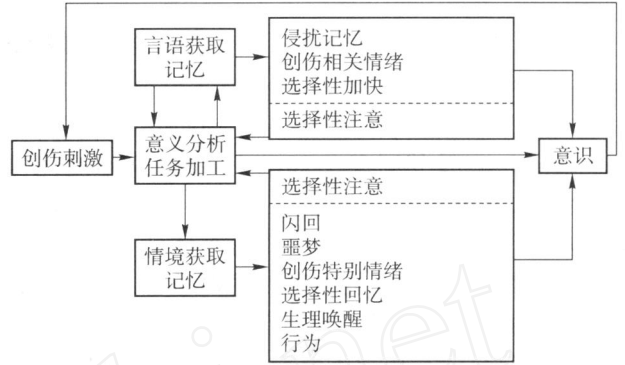 言语获取
记忆
侵扰记忆
创伤相关情绪
选择性加快
选择性注意
创伤刺激
意义分析
任务加工
意识
选择性注意
情境获取
记忆
闪回
噩梦
创伤特别情绪
选择性回忆
生理唤醒
行为